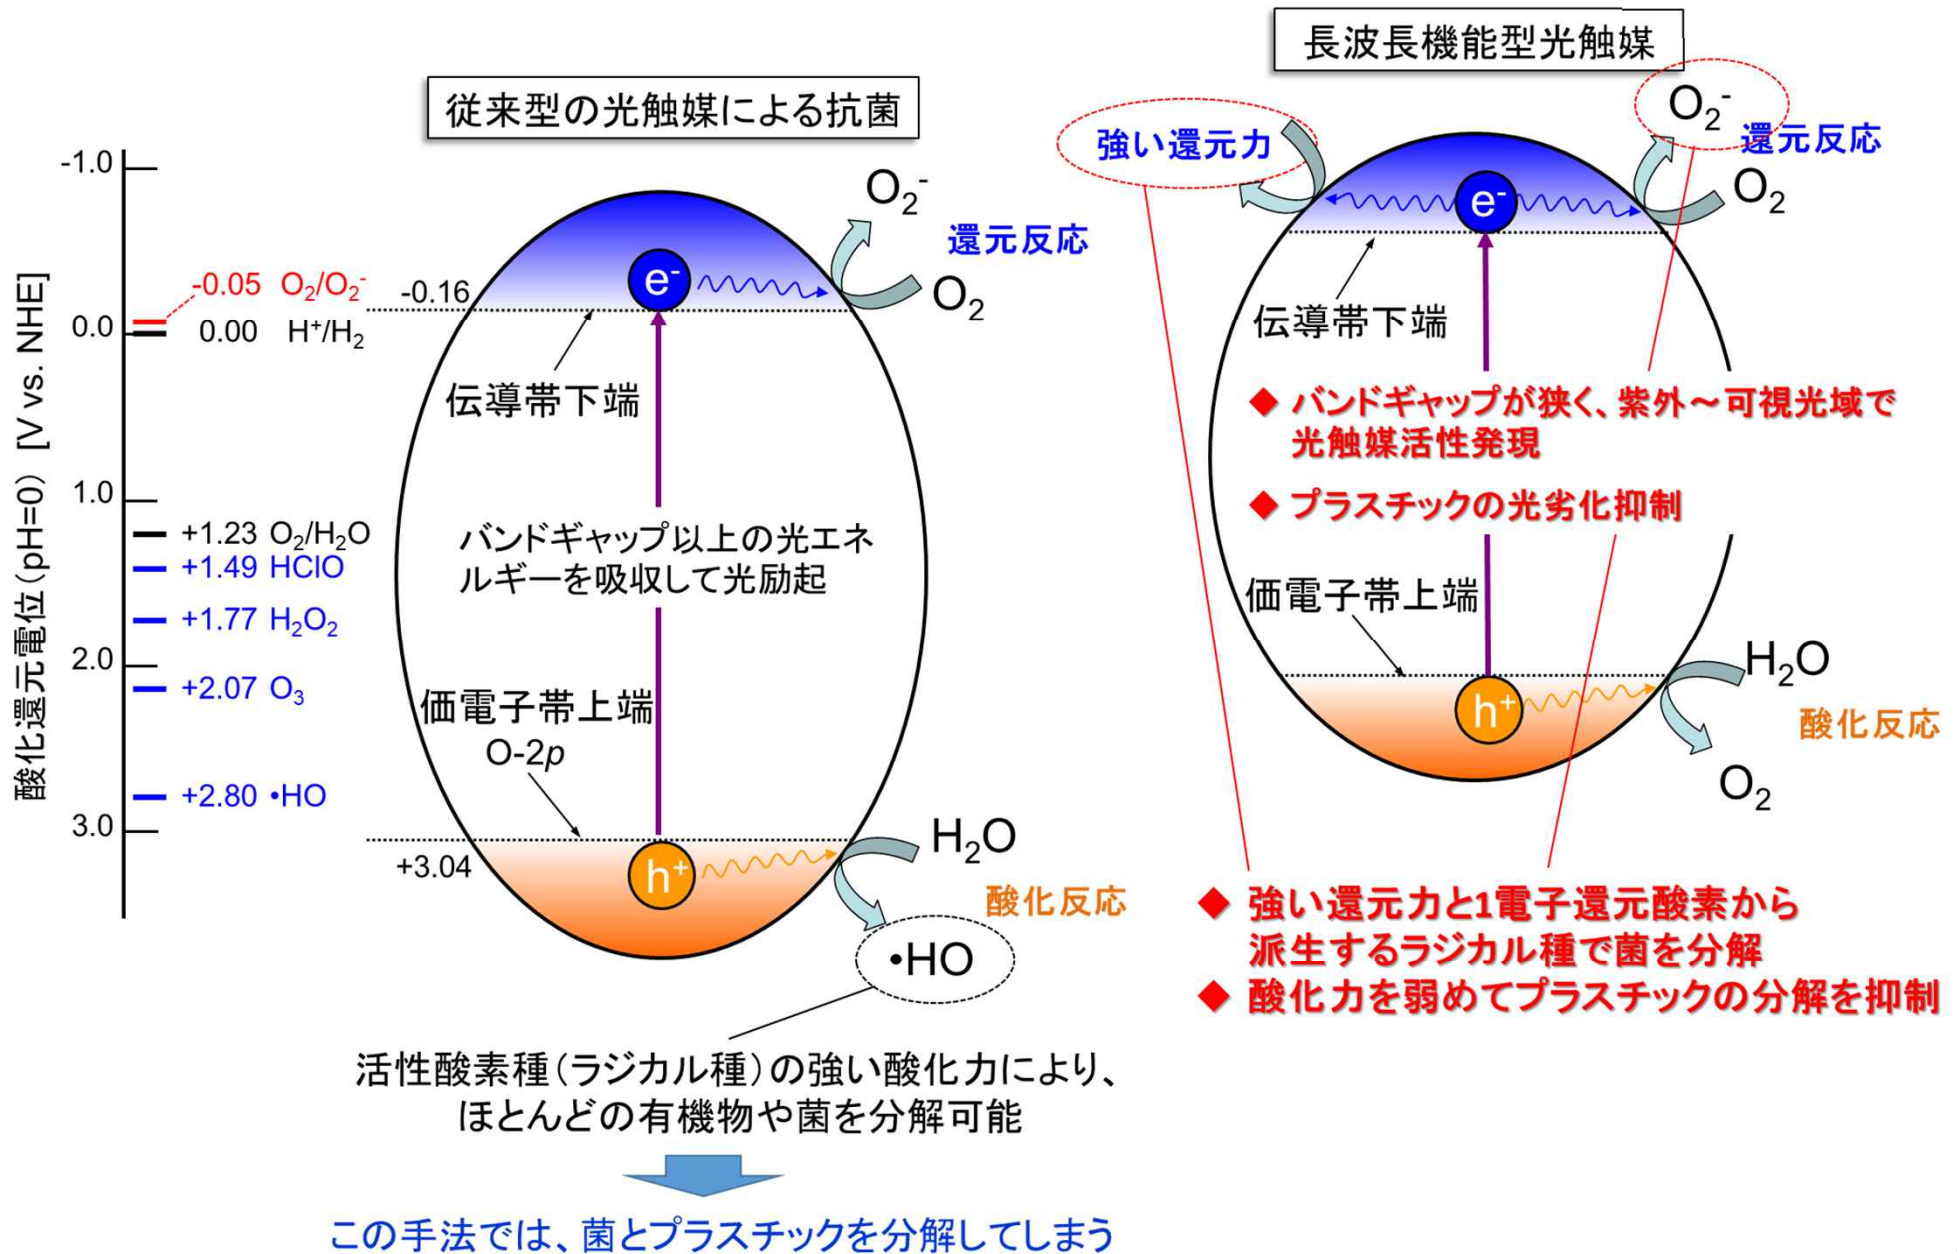 従来型の光触媒による抗菌
酸化還元電位（pH=0） [V vs. NHE]
-1.0
0.0
1.0
2.0
3.0
-0.05 O₂/O₂⁻
0.00 H⁺/H₂
+1.23 O₂/H₂O
+1.49 HClO
+1.77 H₂O₂
+2.07 O₃
+2.80 •HO
-0.16
e⁻
O₂⁻
還元反応
O₂
伝導帯下端
バンドギャップ以上の光エネ
ルギーを吸収して光励起
価電子帯上端
O-2p
+3.04
h⁺
H₂O
酸化反応
•HO
活性酸素種（ラジカル種）の強い酸化力により、
ほとんどの有機物や菌を分解可能
この手法では、菌とプラスチックを分解してしまう
長波長機能型光触媒
強い還元力
O₂⁻
還元反応
e⁻
O₂
伝導帯下端
◆ バンドギャップが狭く、紫外～可視光域で
光触媒活性発現
◆ プラスチックの光劣化抑制
価電子帯上端
h⁺
H₂O
酸化反応
O₂
◆ 強い還元力と1電子還元酸素から
派生するラジカル種で菌を分解
◆ 酸化力を弱めてプラスチックの分解を抑制